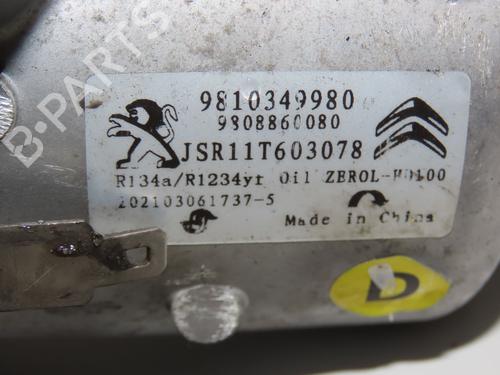 9810349980
9808860080
JSR11T603078
R134a/R1234yf Oil ZEROL-HD100
202103061737-5
Made in China
D
B-PARTS